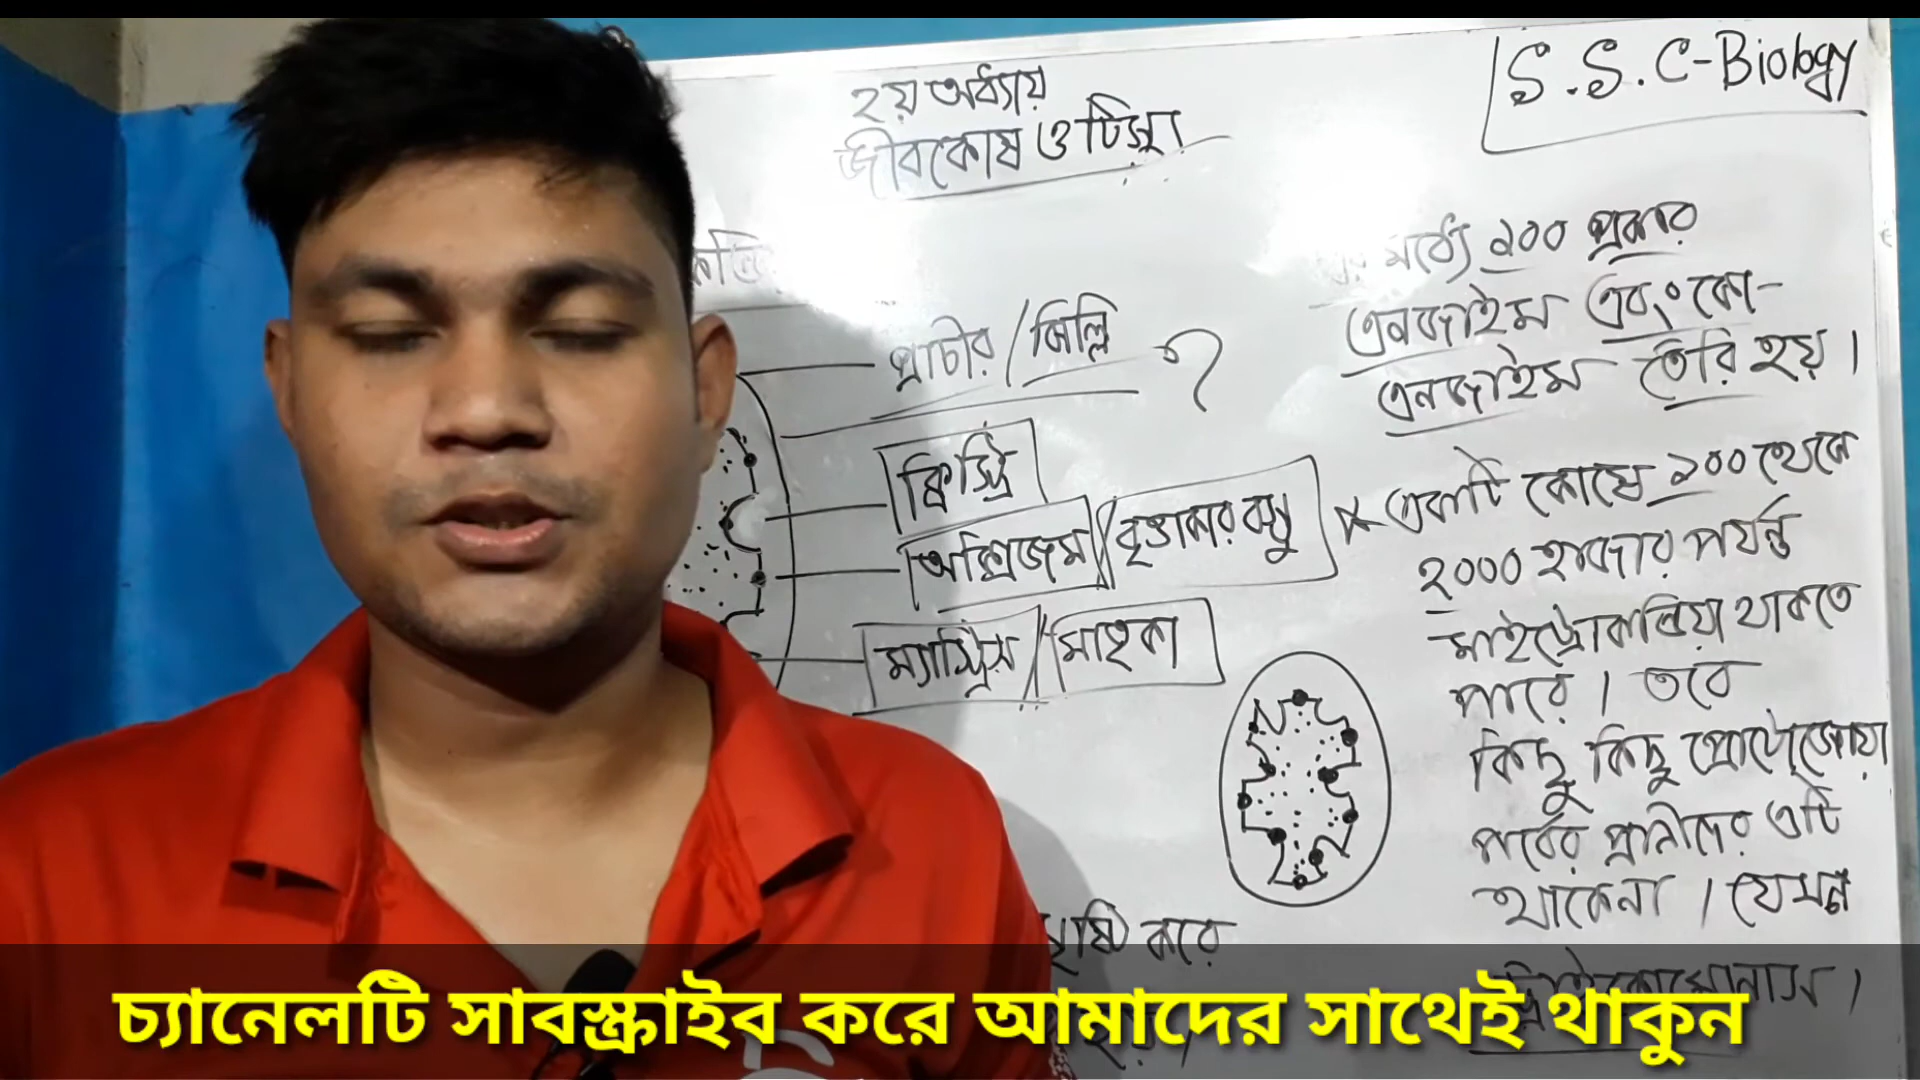 S.S.C-Biology
২য় অধ্যায়
জীবকোষ ও টিস্যু
প্রাচীর / ঝিল্লি ?
ক্রিস্ট্রি
অক্সিজেম / বৃত্তাকার বস্তু
ম্যাট্রিক্স / মাতৃকা
মধ্যে ১০০ প্রকার
এনজাইম এবং কো-
এনজাইম তৈরি হয়।
* একটি কোষে ১০০ থেকে
২০০০ হাজার পর্যন্ত
মাইট্রোকন্ডিয়া থাকতে
পারে। তবে
কিছু কিছু প্রোটোজোয়া
পর্বের প্রানীদের এটি
থাকেনা। যেমন
করে
চ্যানেলটি সাবস্ক্রাইব করে আমাদের সাথেই থাকুন